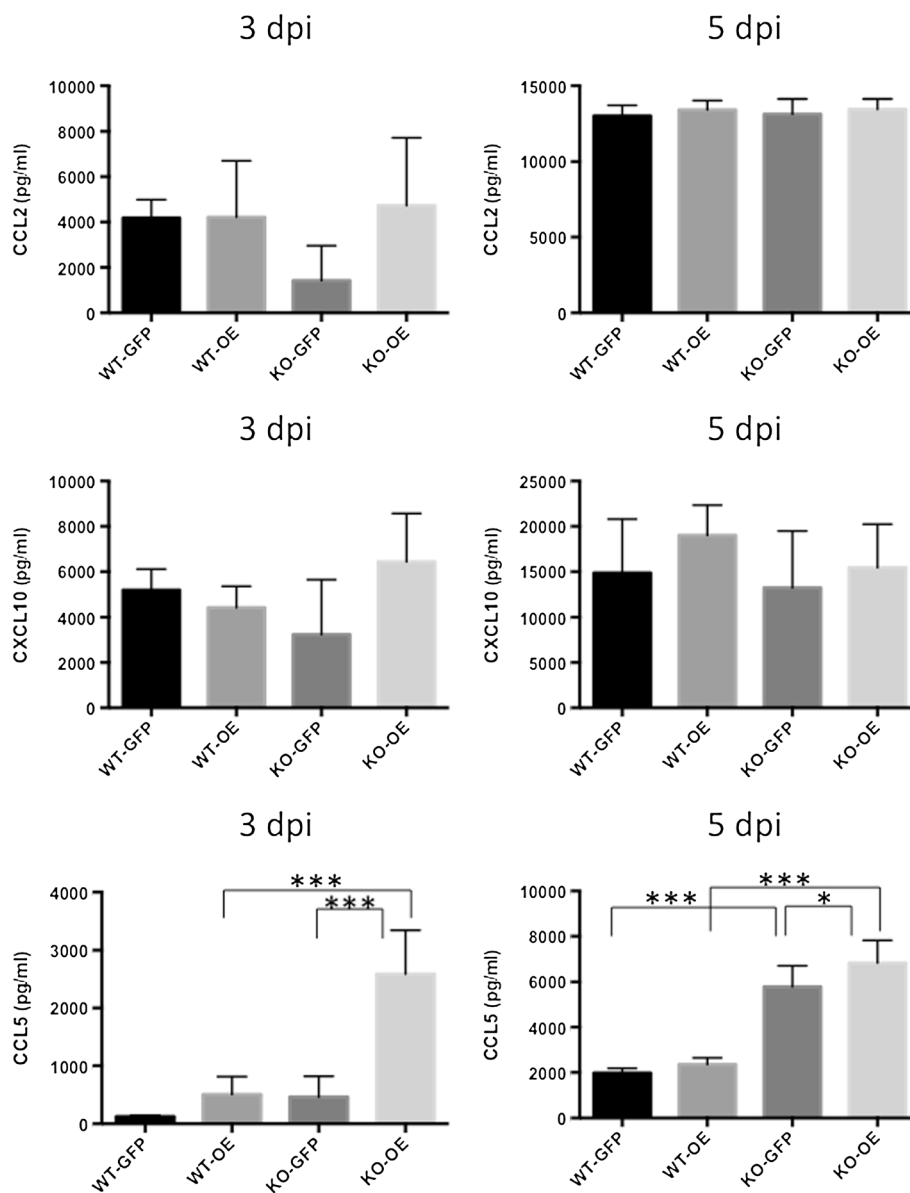 3 dpi
5 dpi
CCL2 (pg/ml)
10000
8000
6000
4000
2000
0
WT-GFP
WT-OE
KO-GFP
KO-OE
CCL2 (pg/ml)
15000
10000
5000
0
WT-GFP
WT-OE
KO-GFP
KO-OE
3 dpi
5 dpi
CXCL10 (pg/ml)
10000
8000
6000
4000
2000
0
WT-GFP
WT-OE
KO-GFP
KO-OE
CXCL10 (pg/ml)
25000
20000
15000
10000
5000
0
WT-GFP
WT-OE
KO-GFP
KO-OE
3 dpi
5 dpi
CCL5 (pg/ml)
4000
3000
2000
1000
0
***
***
WT-GFP
WT-OE
KO-GFP
KO-OE
CCL5 (pg/ml)
10000
8000
6000
4000
2000
0
***
***
*
WT-GFP
WT-OE
KO-GFP
KO-OE